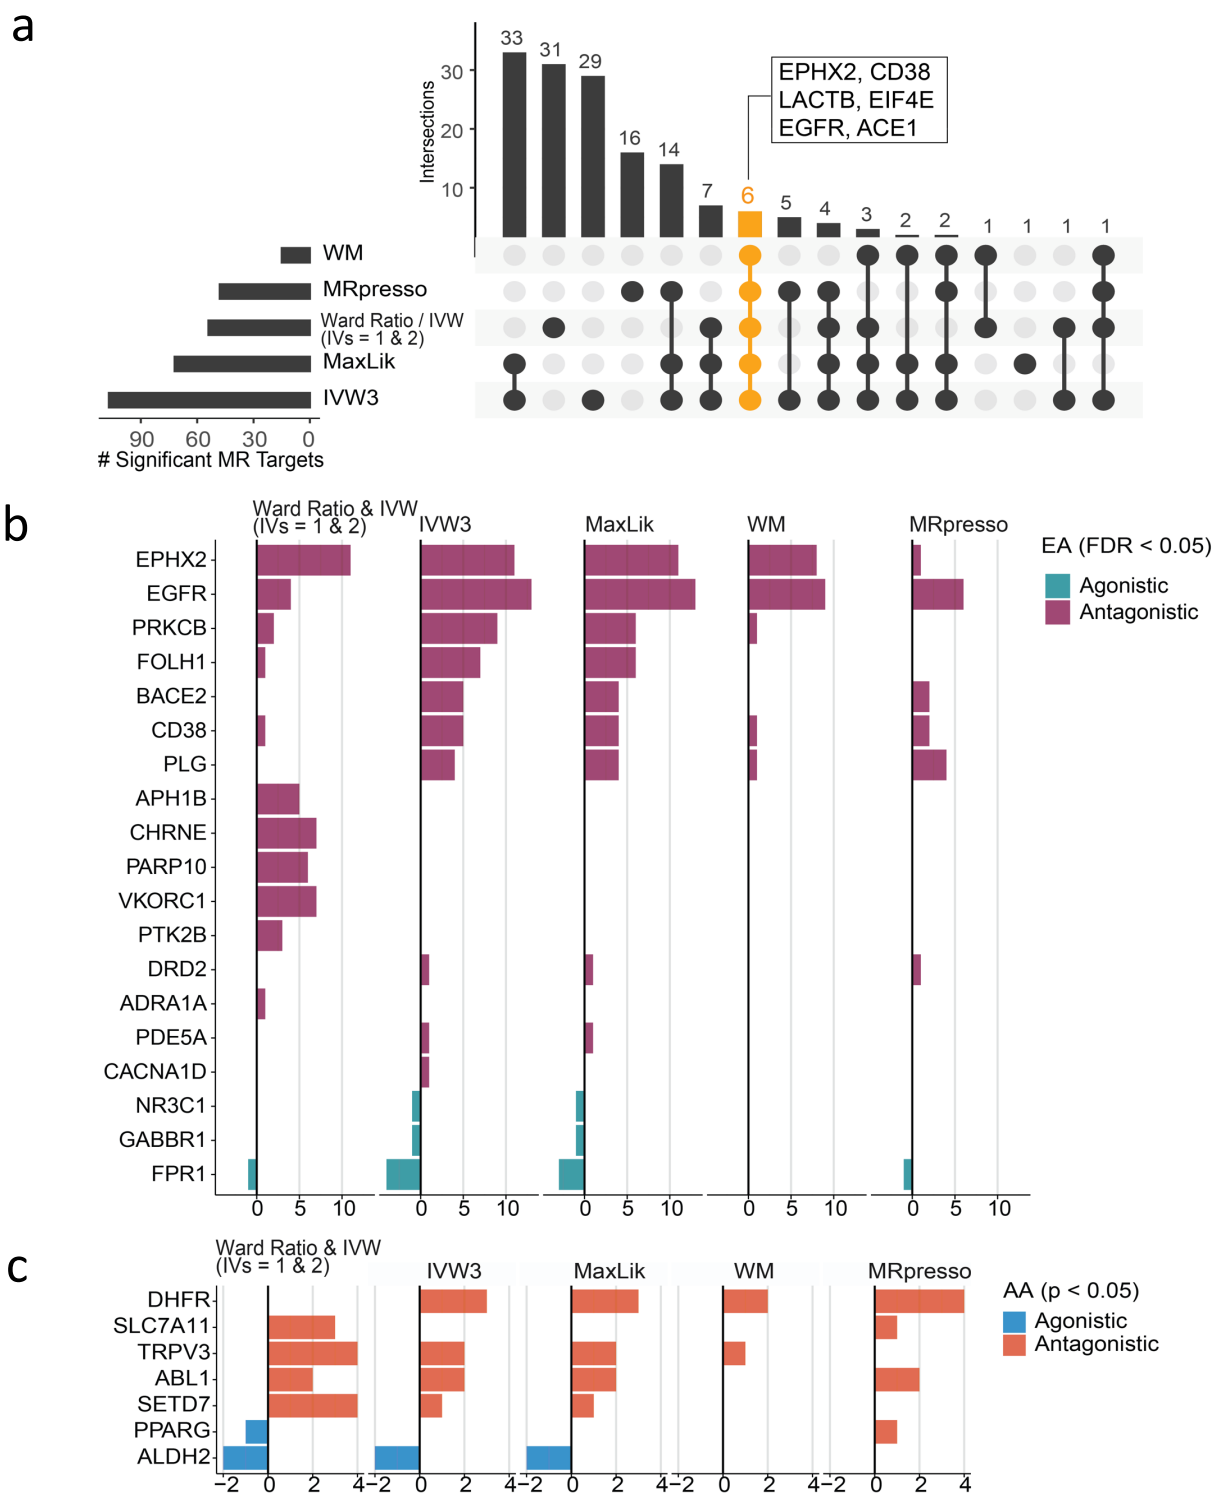 a
33 31 29 16 14 7 6 5 4 3 2 2 1 1 1 1
EPHX2, CD38
LACTB, EIF4E
EGFR, ACE1
Intersections
30
20
10
WM
MRpresso
Ward Ratio / IVW
(IVs = 1 & 2)
MaxLik
IVW3
90 60 30 0
# Significant MR Targets
b
Ward Ratio & IVW
(IVs = 1 & 2)
IVW3 MaxLik WM MRpresso
EA (FDR < 0.05)
Agonistic
Antagonistic
EPHX2
EGFR
PRKCB
FOLH1
BACE2
CD38
PLG
APH1B
CHRNE
PARP10
VKORC1
PTK2B
DRD2
ADRA1A
PDE5A
CACNA1D
NR3C1
GABBR1
FPR1
0 5 10 0 5 10 0 5 10 0 5 10 0 5 10
c
Ward Ratio & IVW
(IVs = 1 & 2)
IVW3 MaxLik WM MRpresso
AA (p < 0.05)
Agonistic
Antagonistic
DHFR
SLC7A11
TRPV3
ABL1
SETD7
PPARG
ALDH2
−2 0 2 4 −2 0 2 4 −2 0 2 4 −2 0 2 4 −2 0 2 4